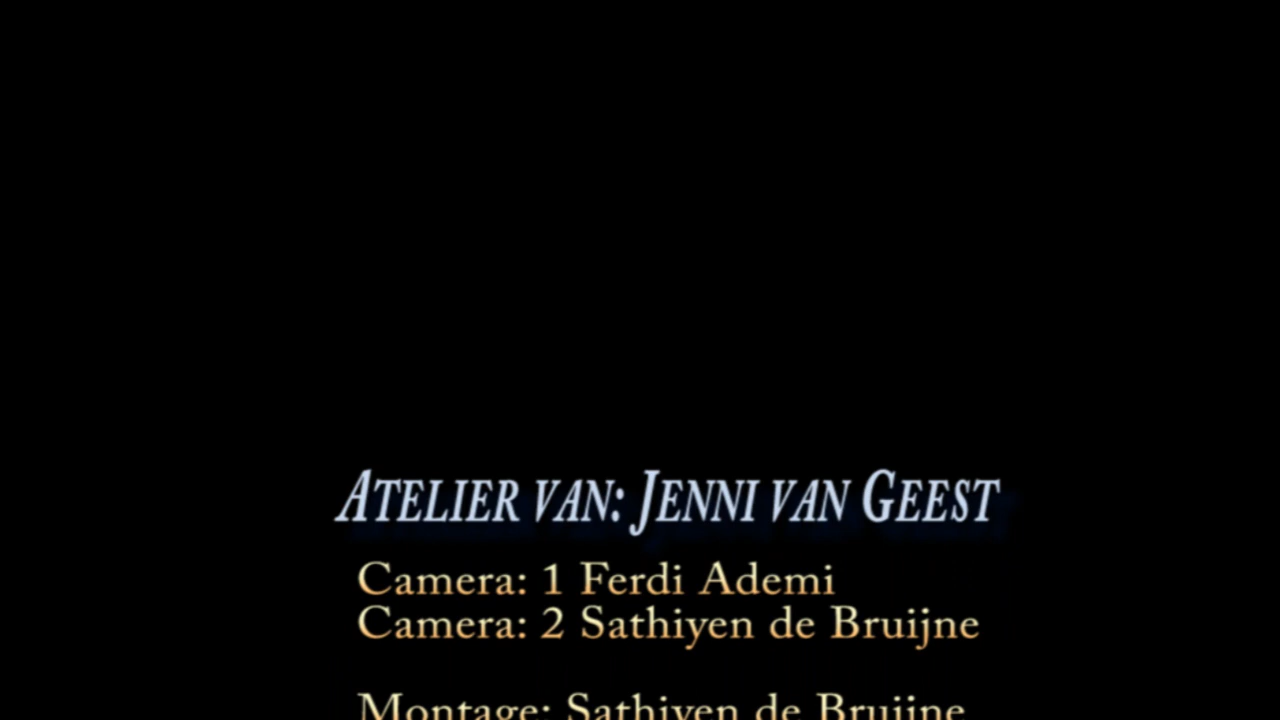 ATELIER VAN: JENNI VAN GEEST
Camera: 1 Ferdi Ademi
Camera: 2 Sathiyen de Bruijne
Montage: Sathiyen de Bruijne